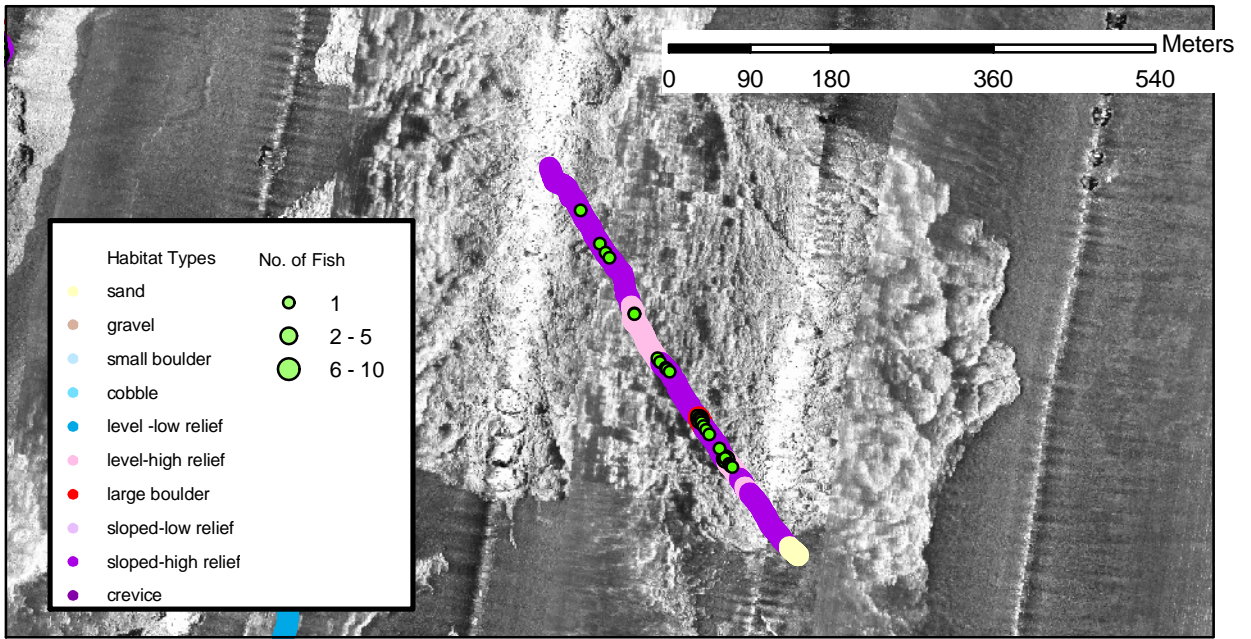 Meters
0 90 180 360 540
Habitat Types No. of Fish
sand
1
gravel
2 - 5
small boulder
6 - 10
cobble
level -low relief
level-high relief
large boulder
sloped-low relief
sloped-high relief
crevice